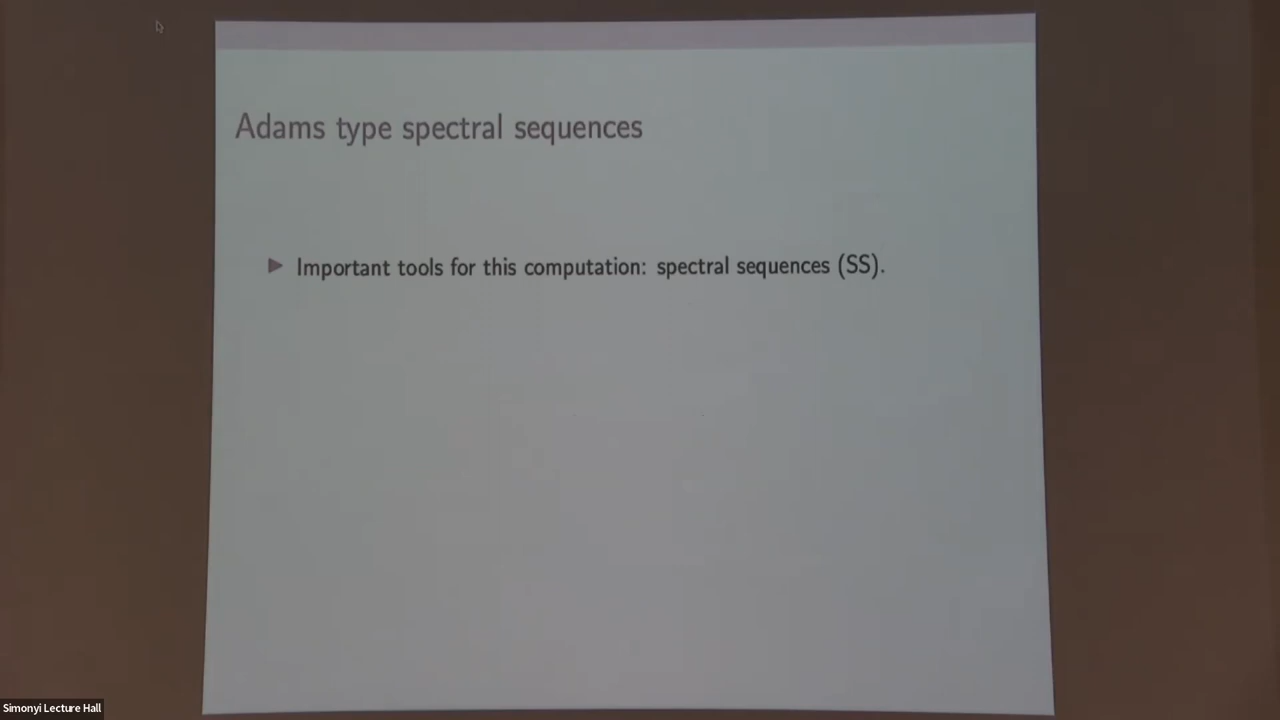 Adams type spectral sequences
▶ Important tools for this computation: spectral sequences (SS).
Simonyi Lecture Hall